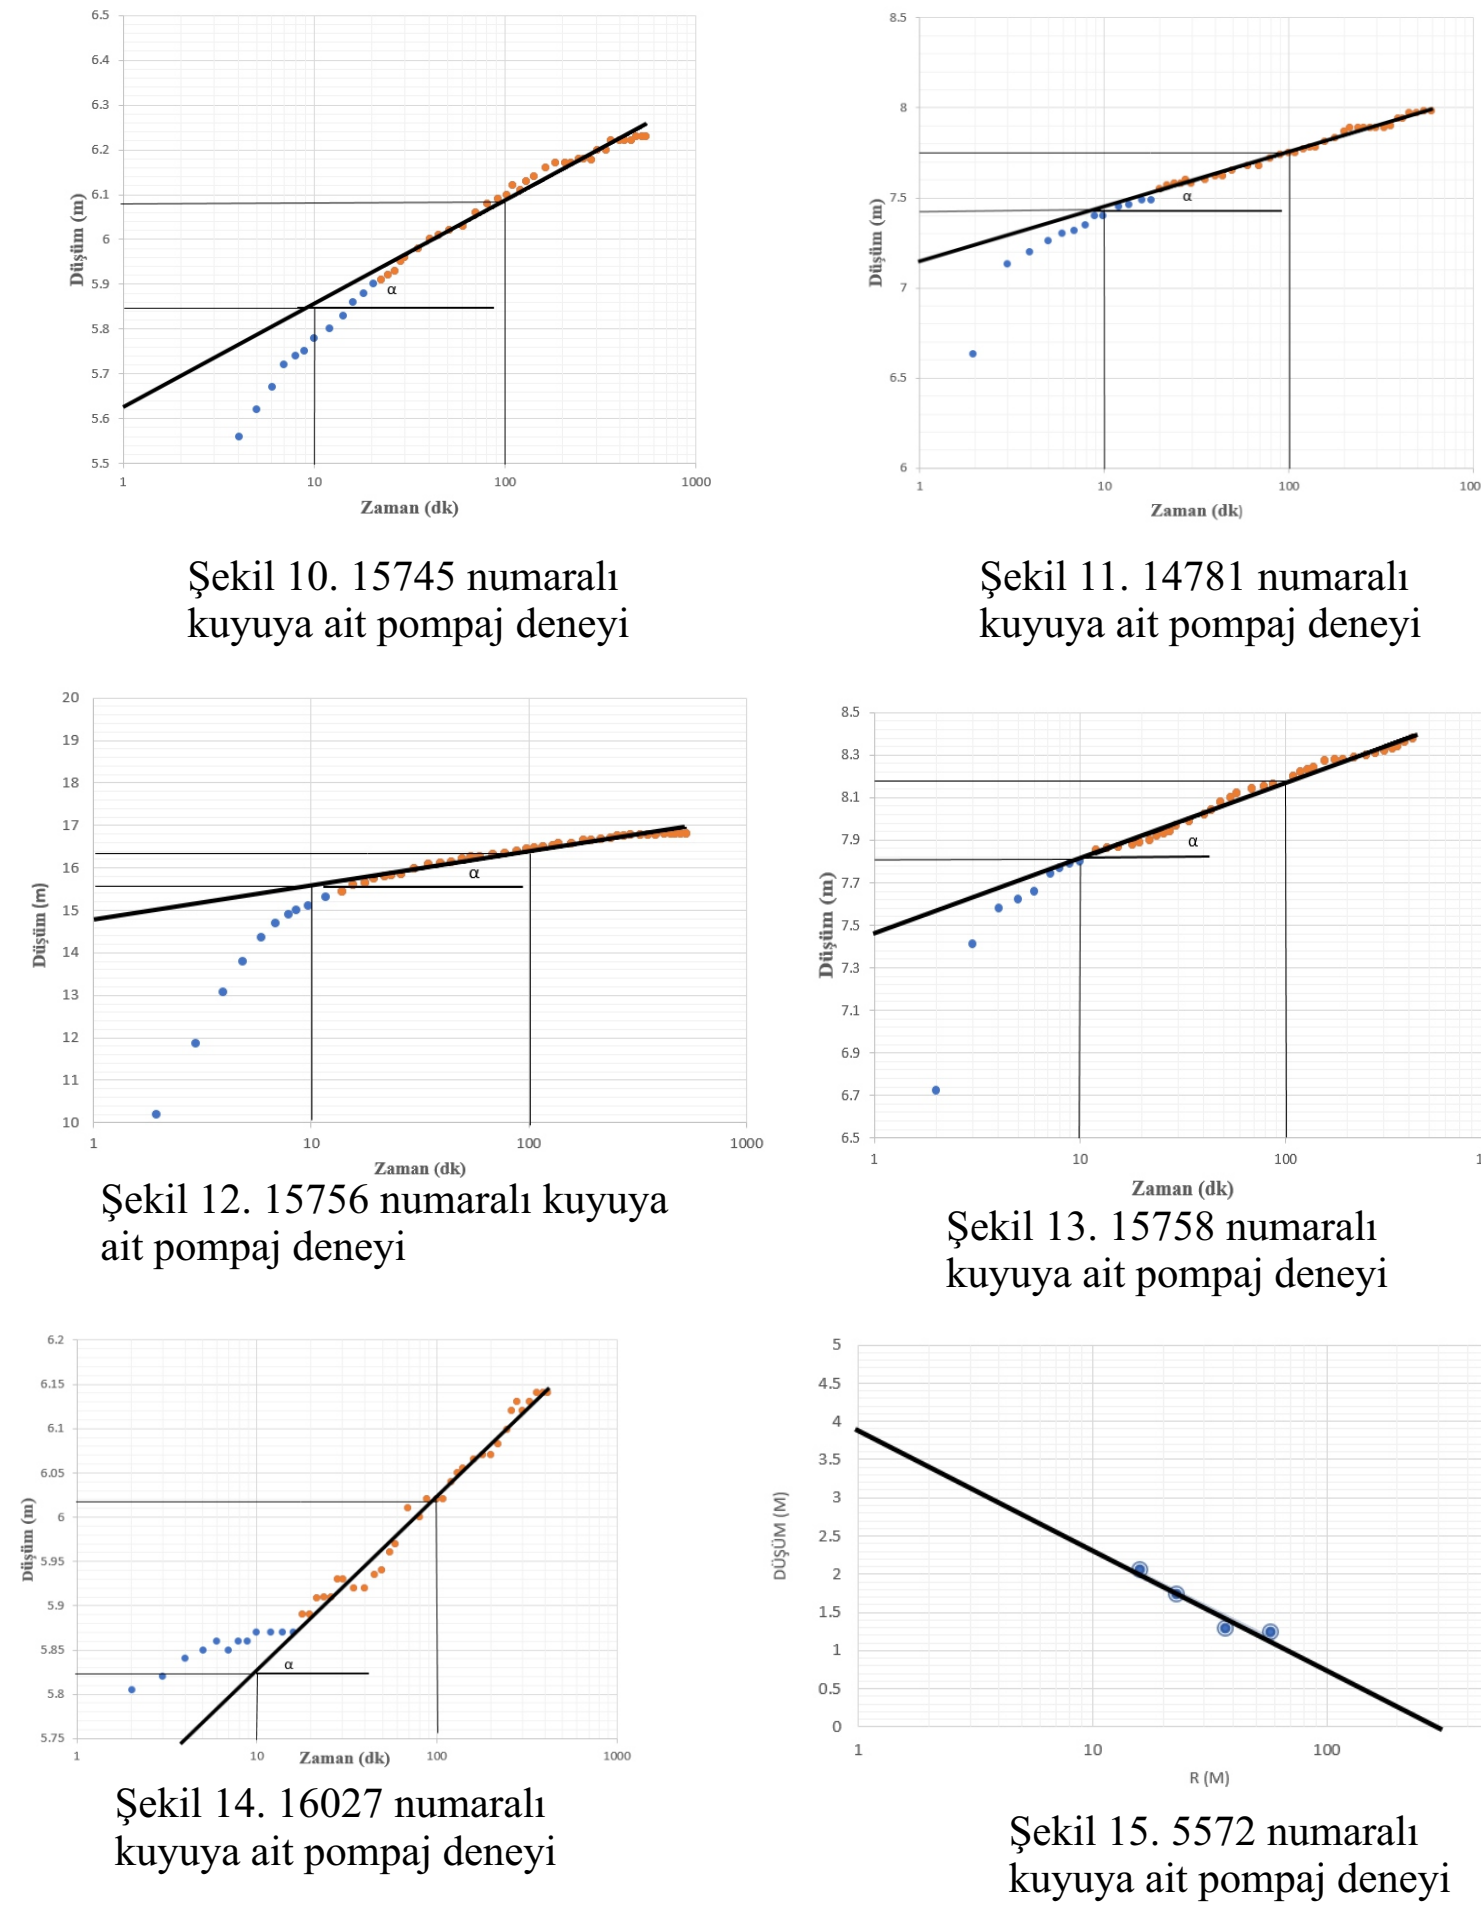 6.5
6.4
6.3
6.2
6.1
6
5.9
5.8
5.7
5.6
5.5
Düşüm (m)
α
1 10 100 1000
Zaman (dk)
Şekil 10. 15745 numaralı
kuyuya ait pompaj deneyi
8.5
8
7.5
7
6.5
6
Düşüm (m)
α
1 10 100 100
Zaman (dk)
Şekil 11. 14781 numaralı
kuyuya ait pompaj deneyi
20
19
18
17
16
15
14
13
12
11
10
Düşüm (m)
α
1 10 100 1000
Zaman (dk)
Şekil 12. 15756 numaralı kuyuya
ait pompaj deneyi
8.5
8.3
8.1
7.9
7.7
7.5
7.3
7.1
6.9
6.7
6.5
Düşüm (m)
α
1 10 100 1
Zaman (dk)
Şekil 13. 15758 numaralı
kuyuya ait pompaj deneyi
6.2
6.15
6.1
6.05
6
5.95
5.9
5.85
5.8
5.75
Düşüm (m)
α
1 10 100 1000
Zaman (dk)
Şekil 14. 16027 numaralı
kuyuya ait pompaj deneyi
5
4.5
4
3.5
3
2.5
2
1.5
1
0.5
0
DÜŞÜM (M)
1 10 100
R (M)
Şekil 15. 5572 numaralı
kuyuya ait pompaj deneyi